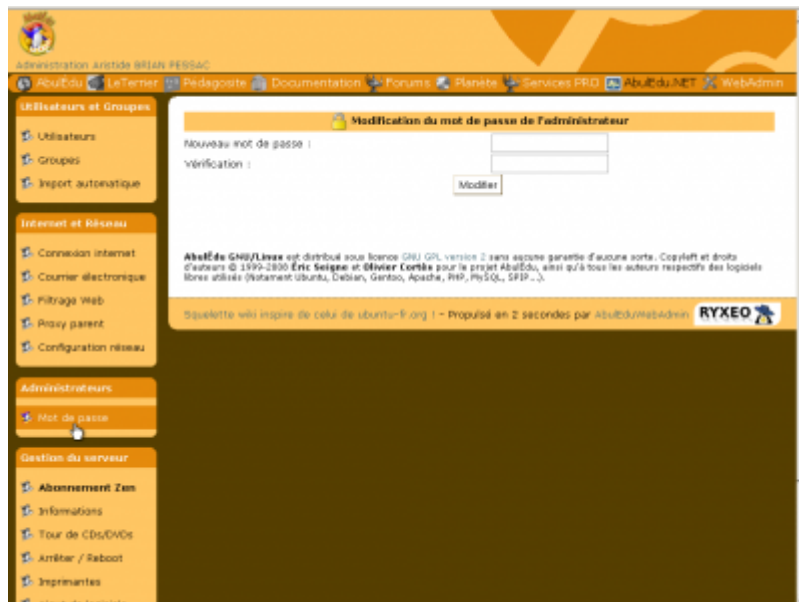 AbulÉdu
Administration Aristide BRIAN PESSAC
AbulÉdu LeTerrier Pedagosite Documentation Forums Planète Services PRO AbulEdu.NET WebAdmin
Utilisateurs et Groupes
Utilisateurs
Groupes
Import automatique
Internet et Réseau
Connexion internet
Courrier électronique
Filtrage Web
Proxy parent
Configuration réseau
Administrateurs
Mot de passe
Gestion du serveur
Abonnement Zen
Informations
Tour de CDs/DVDs
Arrêter / Reboot
Imprimantes
Modification du mot de passe de l'administrateur
Nouveau mot de passe :
Vérification :
Modifier
AbulÉdu GNU/Linux est distribué sous licence GNU GPL version 2 sans aucune garantie d'aucune sorte. Copyleft et droits
d'auteurs © 1999-2008 Éric Seigne et Olivier Cortès pour le projet AbulÉdu, ainsi qu'à tous les auteurs respectifs des logiciels
libres utilisés (Notament Ubuntu, Debian, Gentoo, Apache, PHP, MySQL, SPIP...).
Squelette wiki inspire de celui de ubuntu-fr.org ! - Propulsé en 2 secondes par AbulEduWebAdmin RYXEO